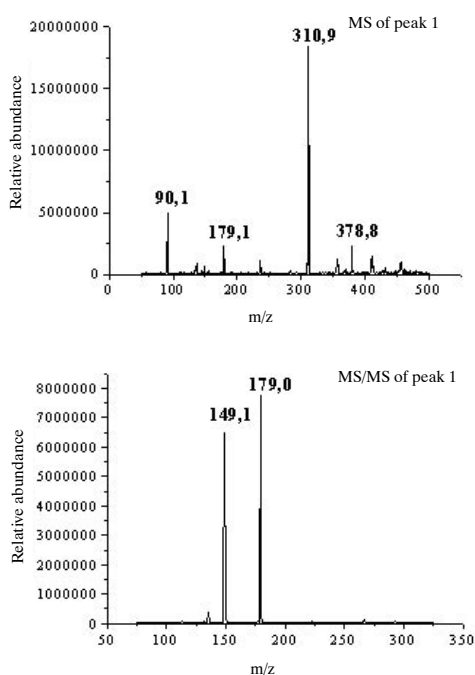 MS of peak 1
310,9
90,1
179,1
378,8
20000000
15000000
10000000
5000000
0
Relative abundance
0 100 200 300 400 500
m/z
MS/MS of peak 1
179,0
149,1
8000000
7000000
6000000
5000000
4000000
3000000
2000000
1000000
0
Relative abundance
50 100 150 200 250 300 350
m/z